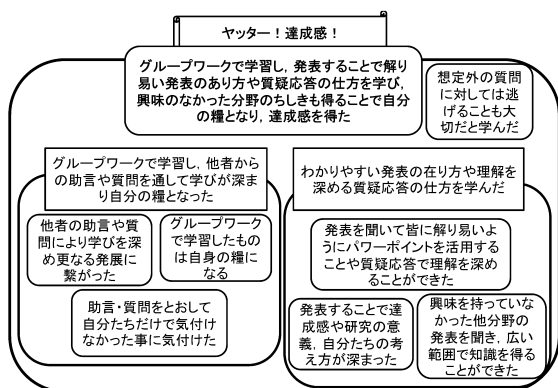 ヤッター！達成感！
グループワークで学習し，発表することで解り
易い発表のあり方や質疑応答の仕方を学び，
興味のなかった分野のちしきも得ることで自分
の糧となり，達成感を得た
想定外の質問
に対しては逃
げることも大
切だと学んだ
グループワークで学習し，他者から
の助言や質問を通して学びが深ま
り自分の糧となった
わかりやすい発表の在り方や理解を
深める質疑応答の仕方を学んだ
他者の助言や質
問により学びを深
め更なる発展に
繋がった
グループワーク
で学習したもの
は自身の糧に
なる
助言・質問をとおして
自分たちだけで気付け
なかった事に気付けた
発表を聞いて皆に解り易いよ
うにパワーポイントを活用する
ことや質疑応答で理解を深め
ることができた
発表することで達
成感や研究の意
義，自分たちの考
え方が深まった
興味を持っていな
かった他分野の
発表を聞き，広い
範囲で知識を得る
ことができた